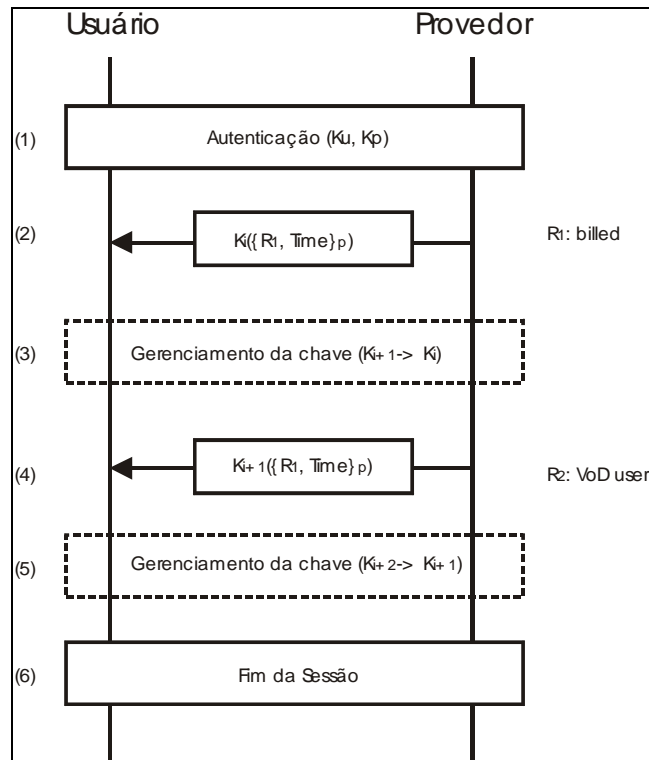 Usuário Provedor
(1) Autenticação (Ku, Kp)
(2) Ki({R1, Time}p) R1: billed
(3) Gerenciamento da chave (Ki+1-> Ki)
(4) Ki+1({R1, Time}p) R2: VoD user
(5) Gerenciamento da chave (Ki+2-> Ki+1)
(6) Fim da Sessão